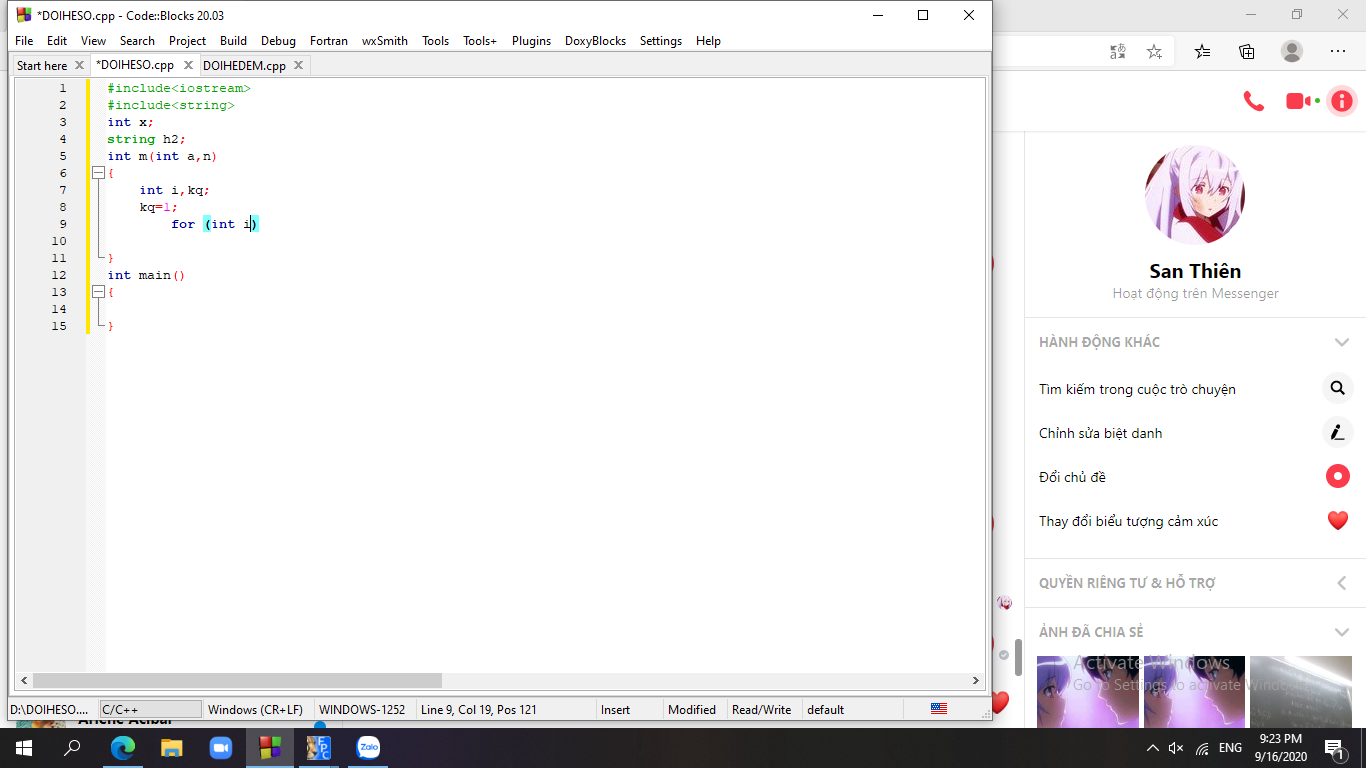 *DOIHESO.cpp - Code::Blocks 20.03
File Edit View Search Project Build Debug Fortran wxSmith Tools Tools+ Plugins DoxyBlocks Settings Help
Start here *DOIHESO.cpp DOIHEDEM.cpp
1 #include<iostream>
2 #include<string>
3 int x;
4 string h2;
5 int m(int a,n)
6 {
7 int i,kq;
8 kq=1;
9 for (int i)
10
11 }
12 int main()
13 {
14
15 }
D:\DOIHESO.... C/C++ Windows (CR+LF) WINDOWS-1252 Line 9, Col 19, Pos 121 Insert Modified Read/Write default
San Thiên
Hoạt động trên Messenger
HÀNH ĐỘNG KHÁC
Tìm kiếm trong cuộc trò chuyện
Chỉnh sửa biệt danh
Đổi chủ đề
Thay đổi biểu tượng cảm xúc
QUYỀN RIÊNG TƯ & HỖ TRỢ
ẢNH ĐÃ CHIA SẺ
Activate Windows
Go to Settings to activate Windows
Zalo
ENG
9:23 PM
9/16/2020
1